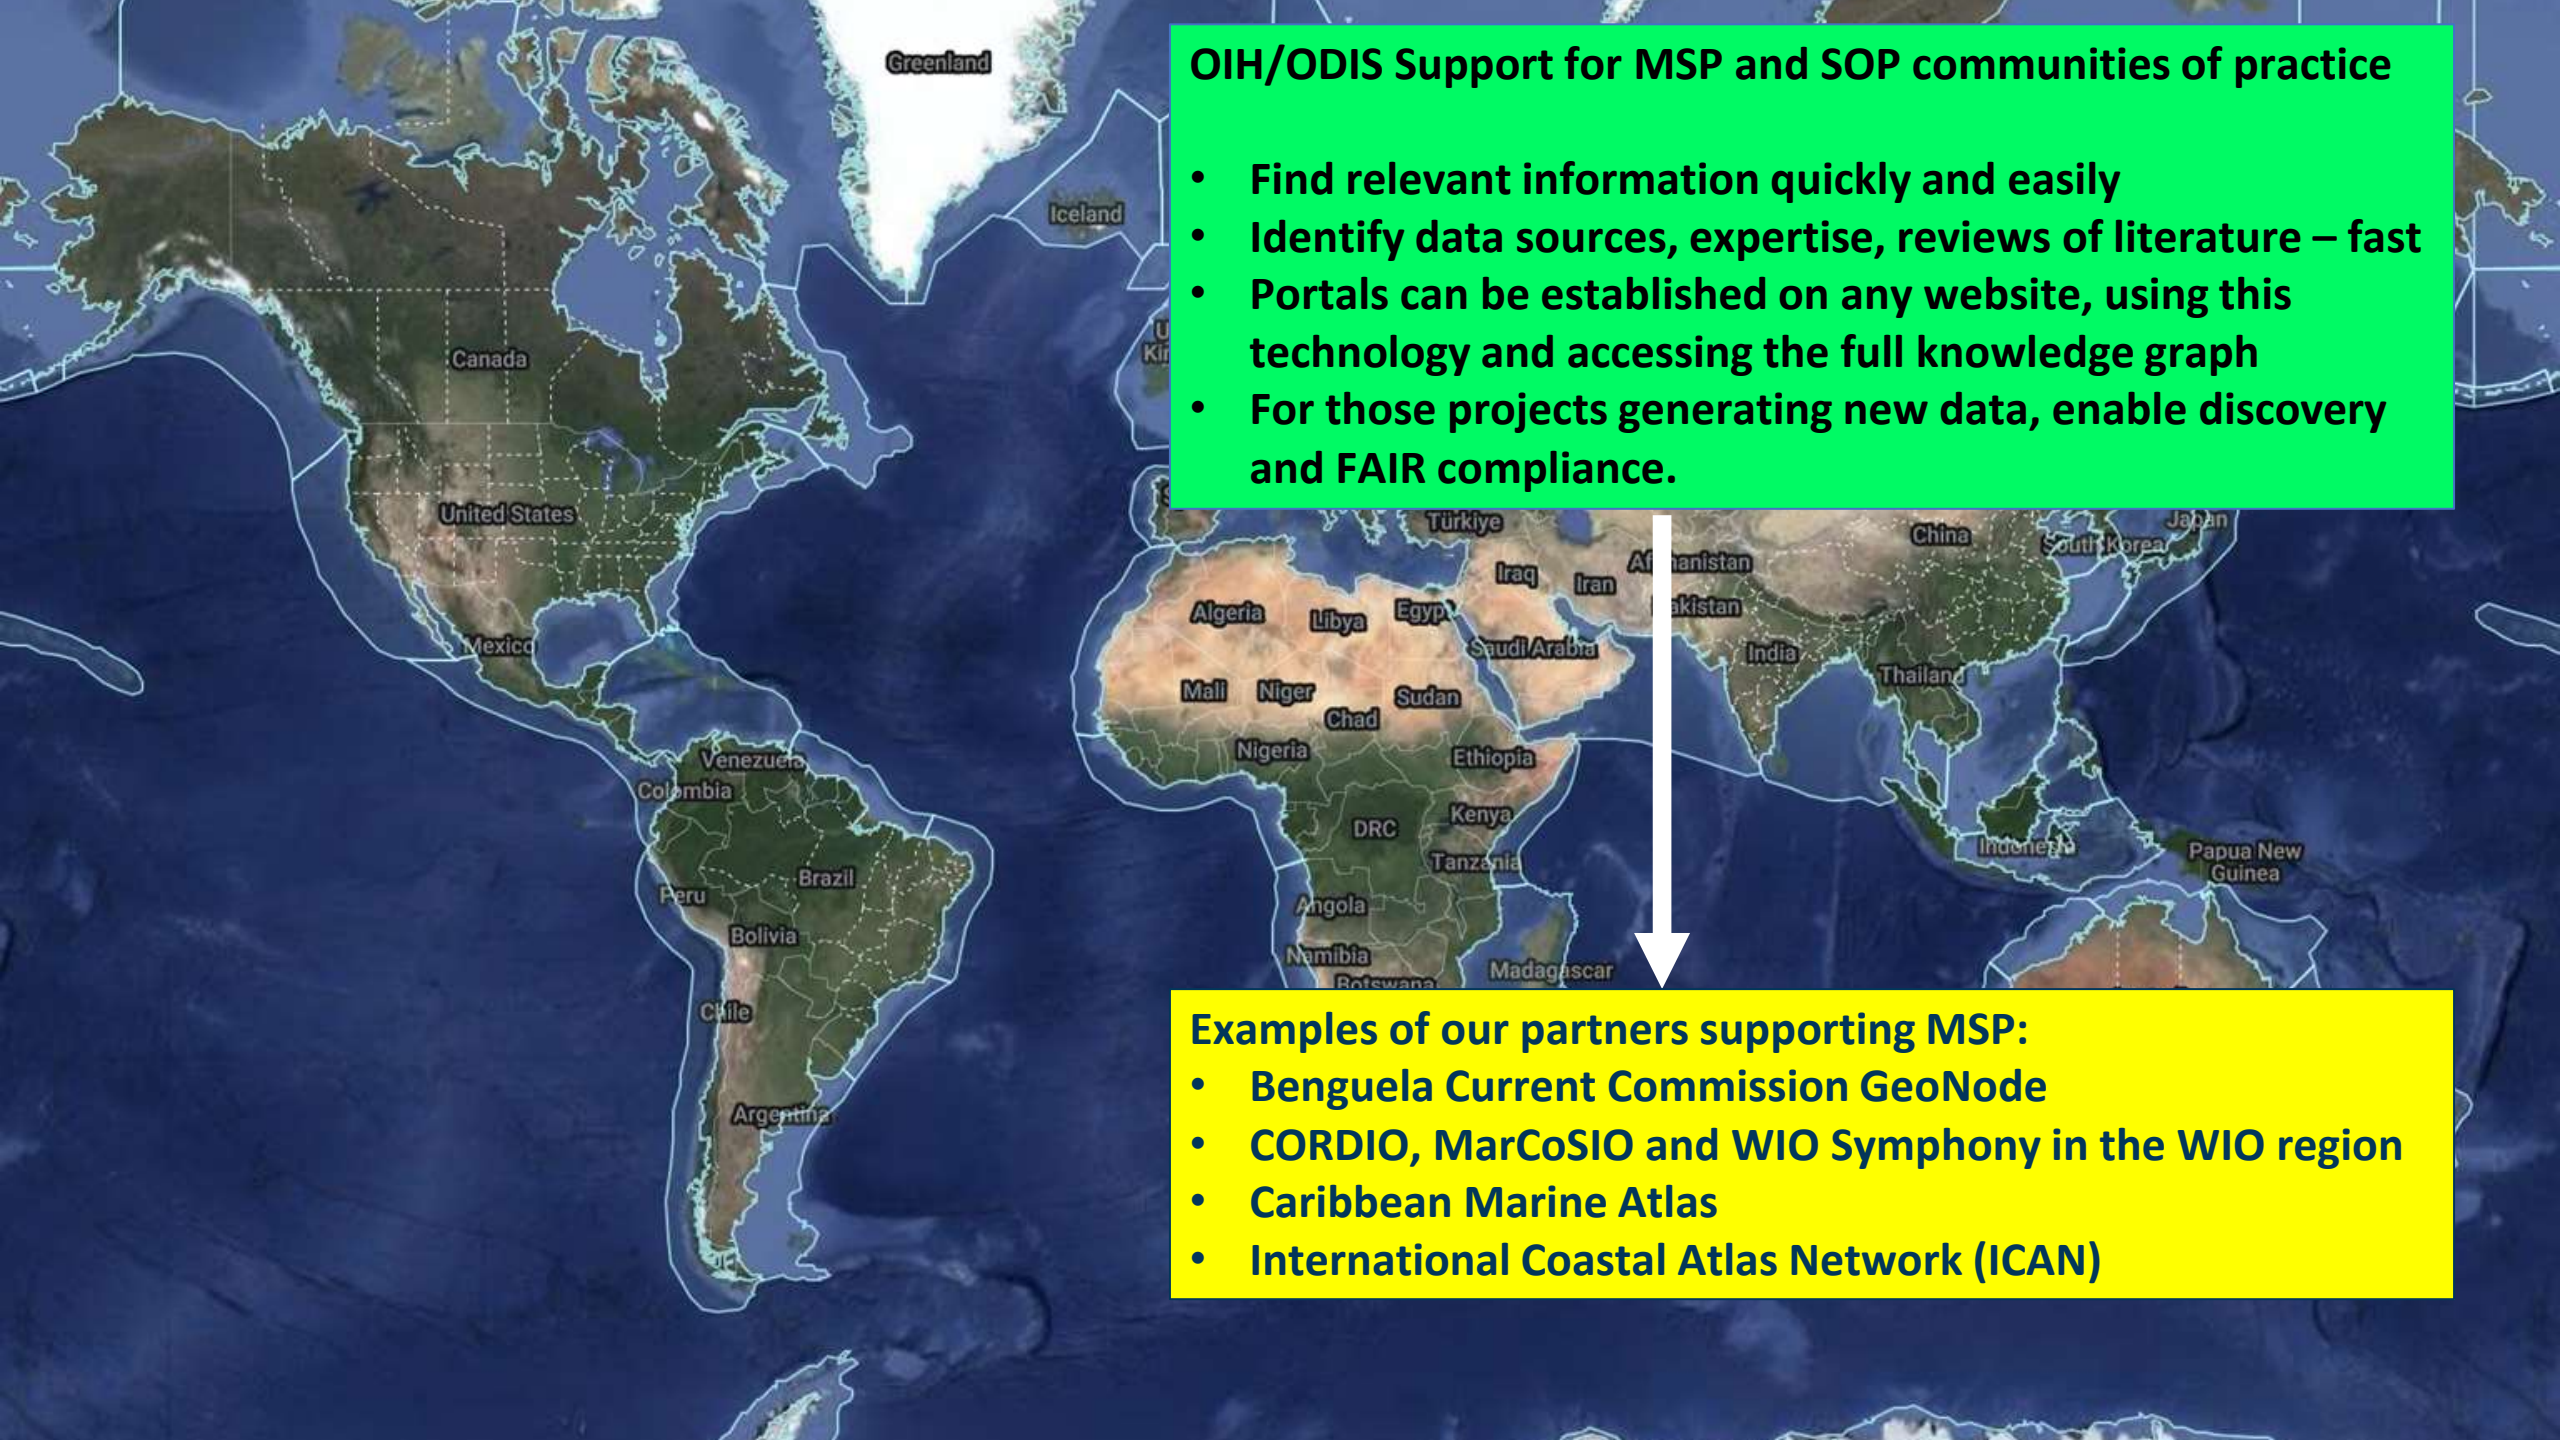 OIH/ODIS Support for MSP and SOP communities of practice
• Find relevant information quickly and easily
• Identify data sources, expertise, reviews of literature – fast
• Portals can be established on any website, using this
technology and accessing the full knowledge graph
• For those projects generating new data, enable discovery
and FAIR compliance.
Greenland
Iceland
Canada
United States
Mexico
Venezuela
Colombia
Brazil
Peru
Bolivia
Chile
Argentina
Türkiye
China
Japan
South Korea
Iraq
Iran
Algeria
Libya
Egypt
Saudi Arabia
India
Thailand
Mali
Niger
Sudan
Chad
Nigeria
Ethiopia
Kenya
DRC
Tanzania
Indonesia
Papua New
Guinea
Angola
Namibia
Botswana
Madagascar
Examples of our partners supporting MSP:
• Benguela Current Commission GeoNode
• CORDIO, MarCoSIO and WIO Symphony in the WIO region
• Caribbean Marine Atlas
• International Coastal Atlas Network (ICAN)